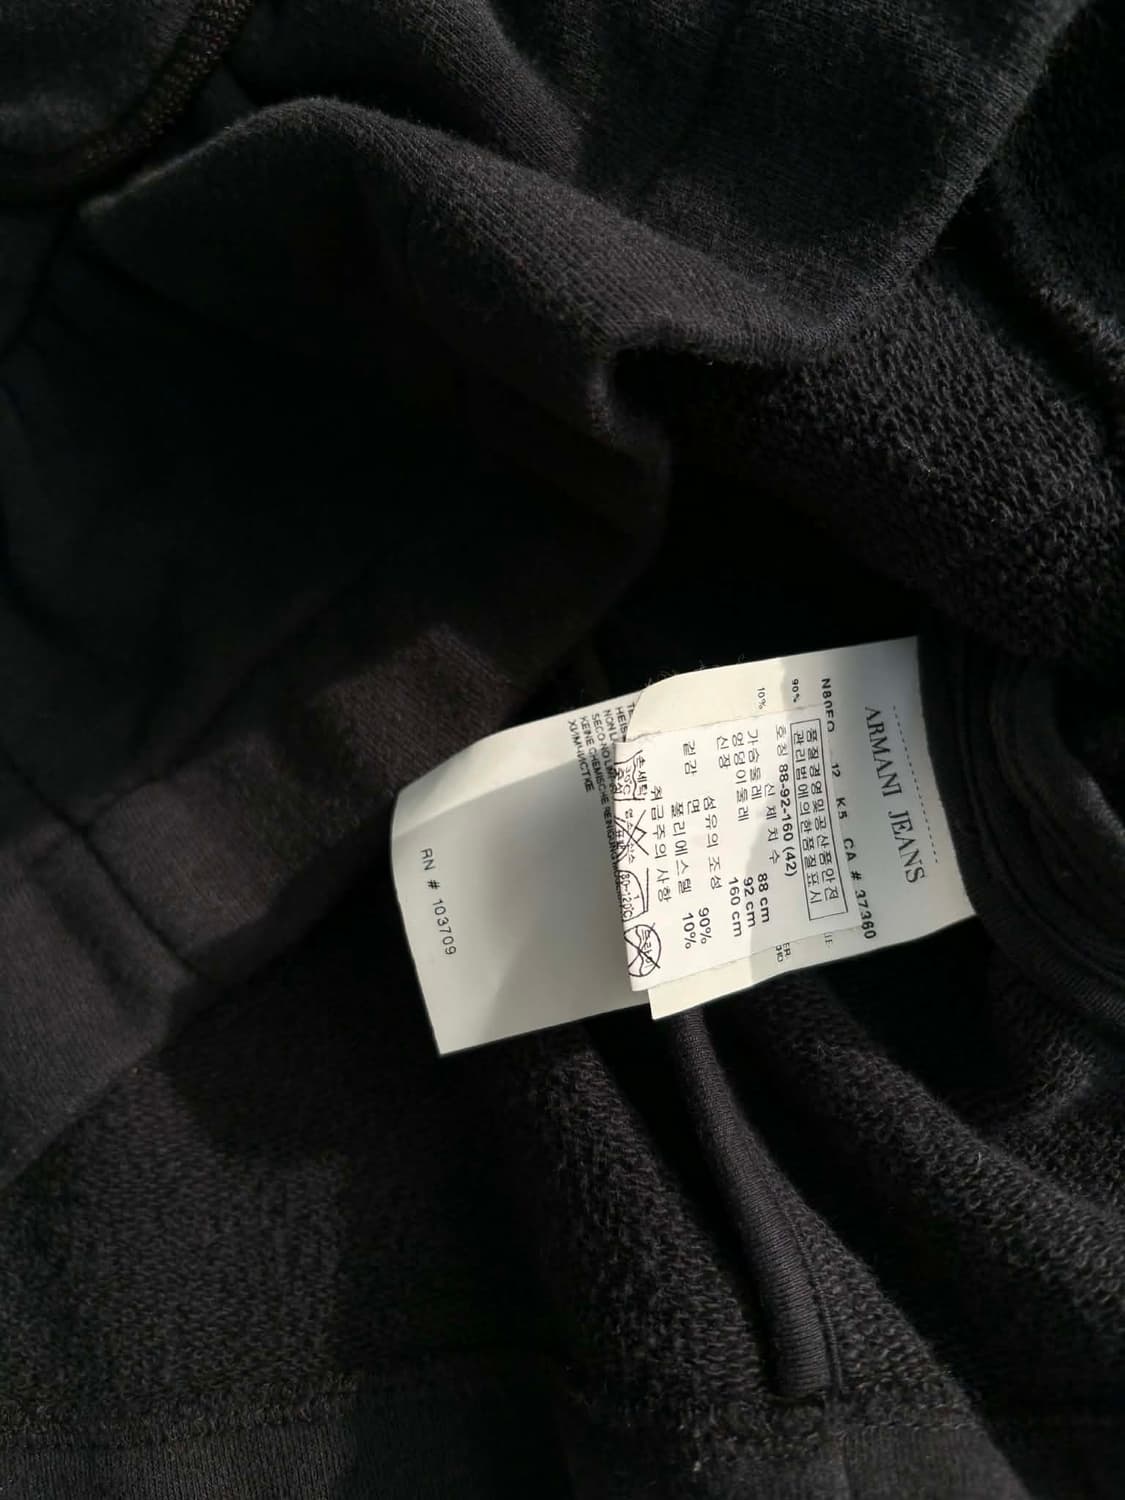 ARMANI JEANS
12 K5 CA # 37360
90%
10%
품질경영및공산품안전
관리법에의한품질표시
호칭 88-92-160 (42)
신체치수
가슴둘레 88 cm
엉덩이둘레 92 cm
신장 160 cm
섬유의 조성
겉감 면 90%
폴리에스텔 10%
취급주의 사항
KEINE CHEMISCHE REINIGUNG
ХИМЧИСТКЕ
RN # 103709